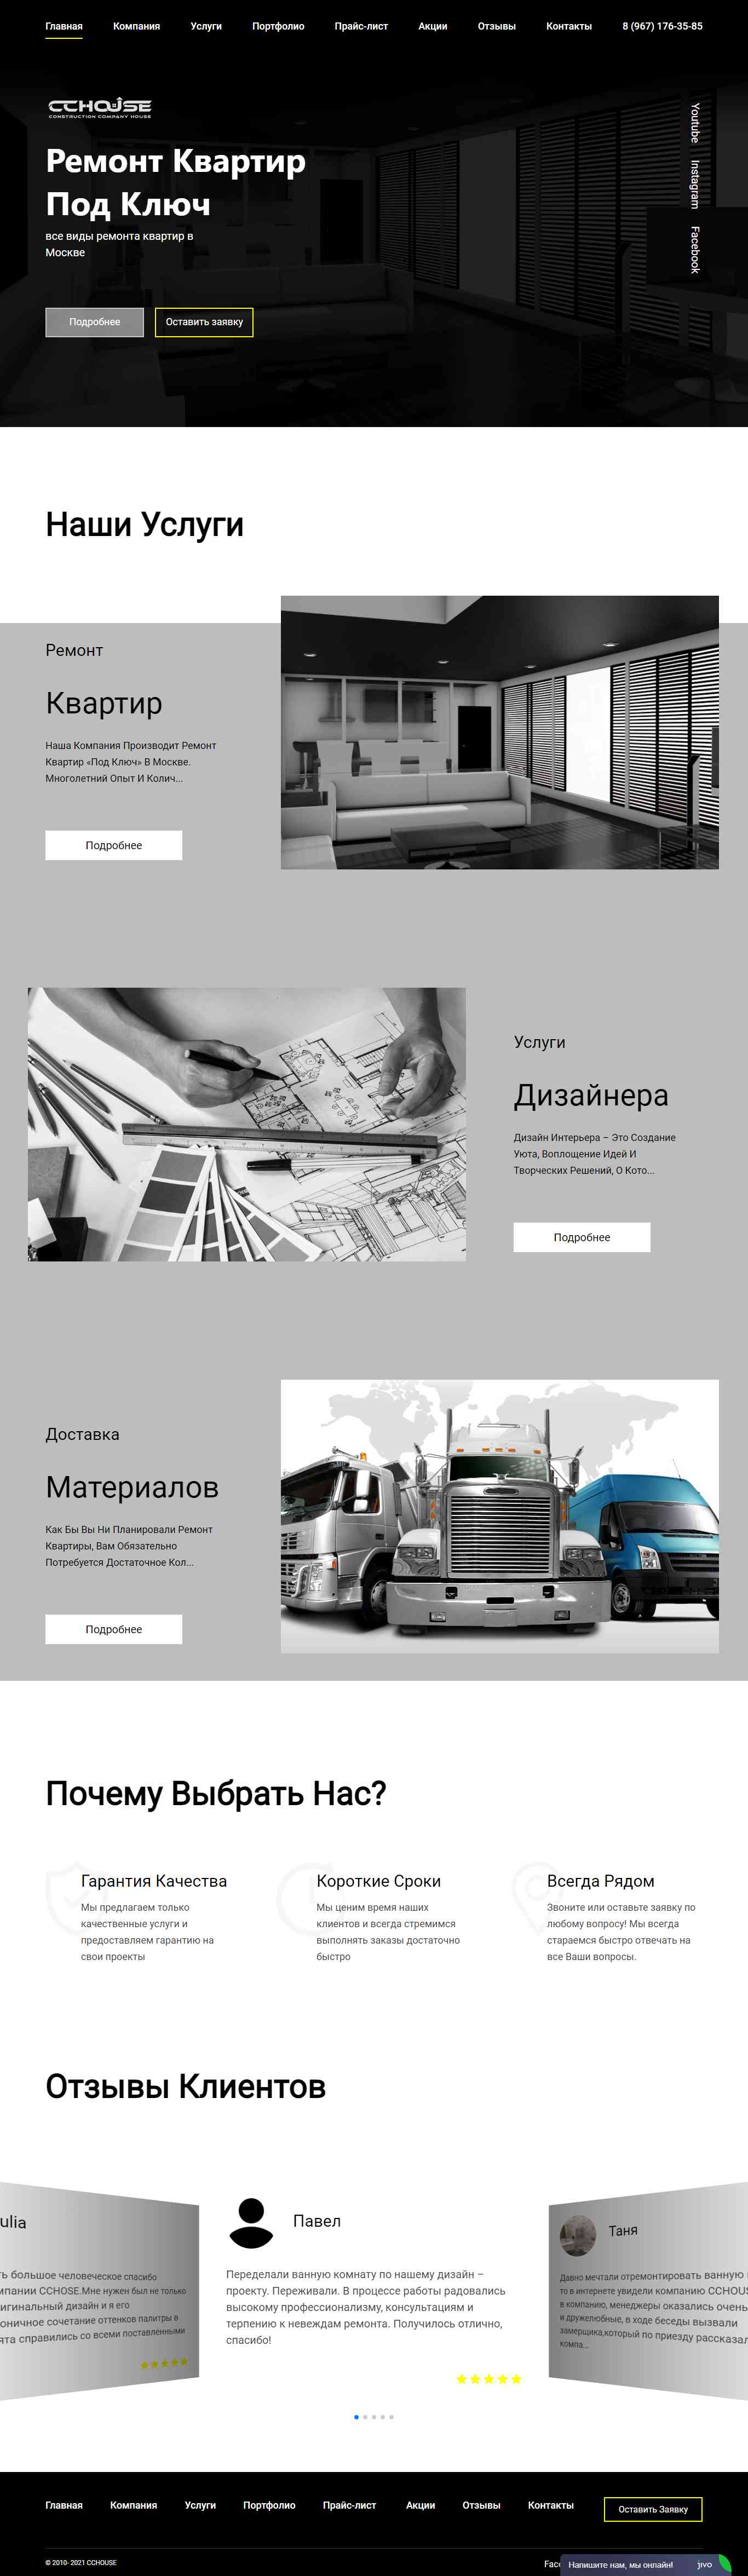 Главная Компания Услуги Портфолио Прайс-лист Акции Отзывы Контакты 8 (967) 176-35-85
CCHOUSE
CONSTRUCTION COMPANY HOUSE
Ремонт Квартир
Под Ключ
все виды ремонта квартир в
Москве
Подробнее Оставить заявку
Youtube Instagram Facebook
Наши Услуги
Ремонт
Квартир
Наша Компания Производит Ремонт
Квартир «Под Ключ» В Москве.
Многолетний Опыт И Колич...
Подробнее
Услуги
Дизайнера
Дизайн Интерьера – Это Создание
Уюта, Воплощение Идей И
Творческих Решений, О Кото...
Подробнее
Доставка
Материалов
Как Бы Вы Ни Планировали Ремонт
Квартиры, Вам Обязательно
Потребуется Достаточное Кол...
Подробнее
Почему Выбрать Нас?
Гарантия Качества
Мы предлагаем только
качественные услуги и
предоставляем гарантию на
свои проекты
Короткие Сроки
Мы ценим время наших
клиентов и всегда стремимся
выполнять заказы достаточно
быстро
Всегда Рядом
Звоните или оставьте заявку по
любому вопросу! Мы всегда
стараемся быстро отвечать на
все Ваши вопросы.
Отзывы Клиентов
ulia
ть большое человеческое спасибо
мпании CCHOSE.Мне нужен был не только
игинальный дизайн и я его
оничное сочетание оттенков палитры в
ята справились со всеми поставленными
Павел
Переделали ванную комнату по нашему дизайн –
проекту. Переживали. В процессе работы радовались
высокому профессионализму, консультациям и
терпению к невеждам ремонта. Получилось отлично,
спасибо!
Таня
Давно мечтали отремонтировать ванную
то в интернете увидели компанию CCHOUS
в компанию, менеджеры оказались очень
и дружелюбные, в ходе беседы вызвали
замерщика,который по приезду рассказал
компа...
Главная Компания Услуги Портфолио Прайс-лист Акции Отзывы Контакты Оставить Заявку
© 2010- 2021 CCHOUSE
Face
Напишите нам, мы онлайн! jivo